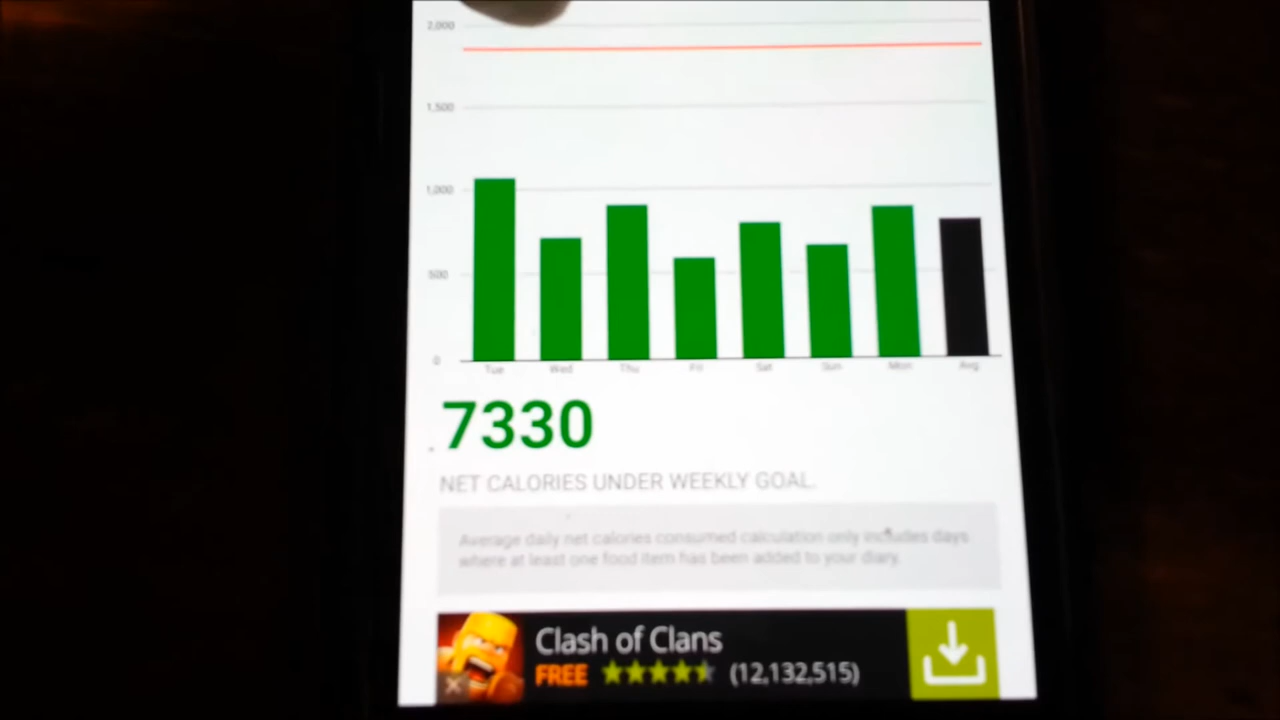 2,000
1,500
1,000
500
0
Tue Wed Thu Fri Sat Sun Mon Avg
7330
NET CALORIES UNDER WEEKLY GOAL.
Average daily net calories consumed calculation only includes days
where at least one food item has been added to your diary.
Clash of Clans
FREE (12,132,515)